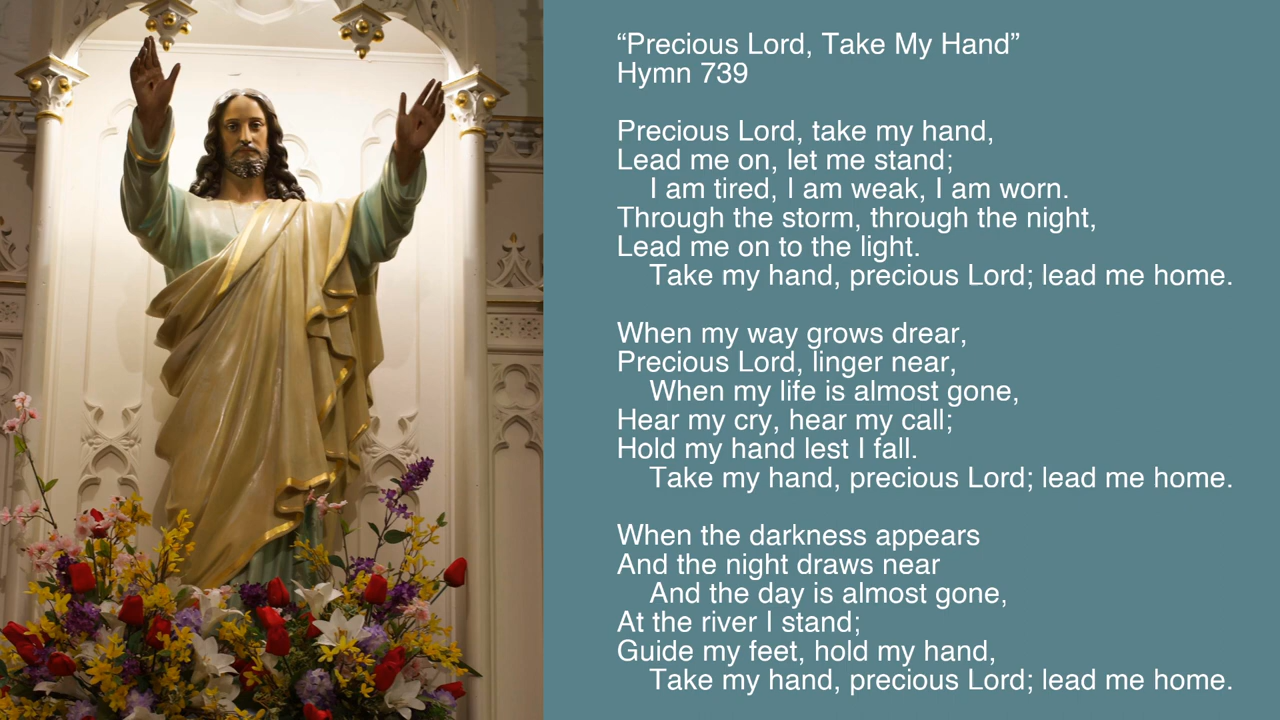 “Precious Lord, Take My Hand”
Hymn 739
Precious Lord, take my hand,
Lead me on, let me stand;
I am tired, I am weak, I am worn.
Through the storm, through the night,
Lead me on to the light.
Take my hand, precious Lord; lead me home.
When my way grows drear,
Precious Lord, linger near,
When my life is almost gone,
Hear my cry, hear my call;
Hold my hand lest I fall.
Take my hand, precious Lord; lead me home.
When the darkness appears
And the night draws near
And the day is almost gone,
At the river I stand;
Guide my feet, hold my hand,
Take my hand, precious Lord; lead me home.